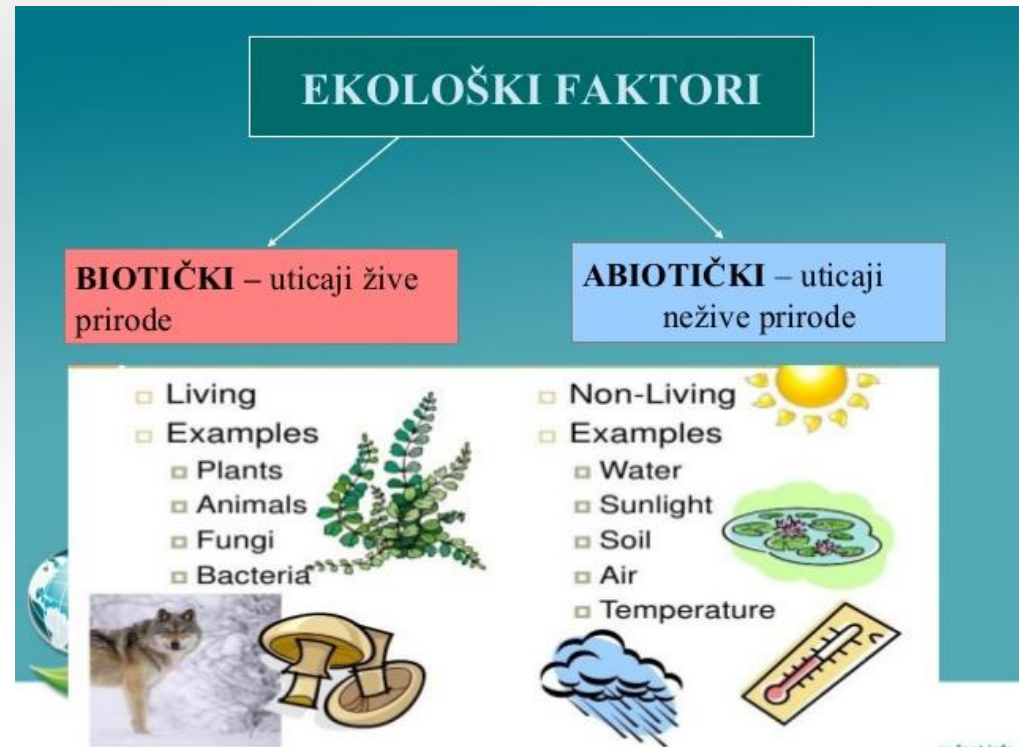 EKOLOŠKI FAKTORI
BIOTIČKI – uticaji žive
prirode
ABIOTIČKI – uticaji
nežive prirode
Living
Examples
Plants
Animals
Fungi
Bacteria
Non-Living
Examples
Water
Sunlight
Soil
Air
Temperature